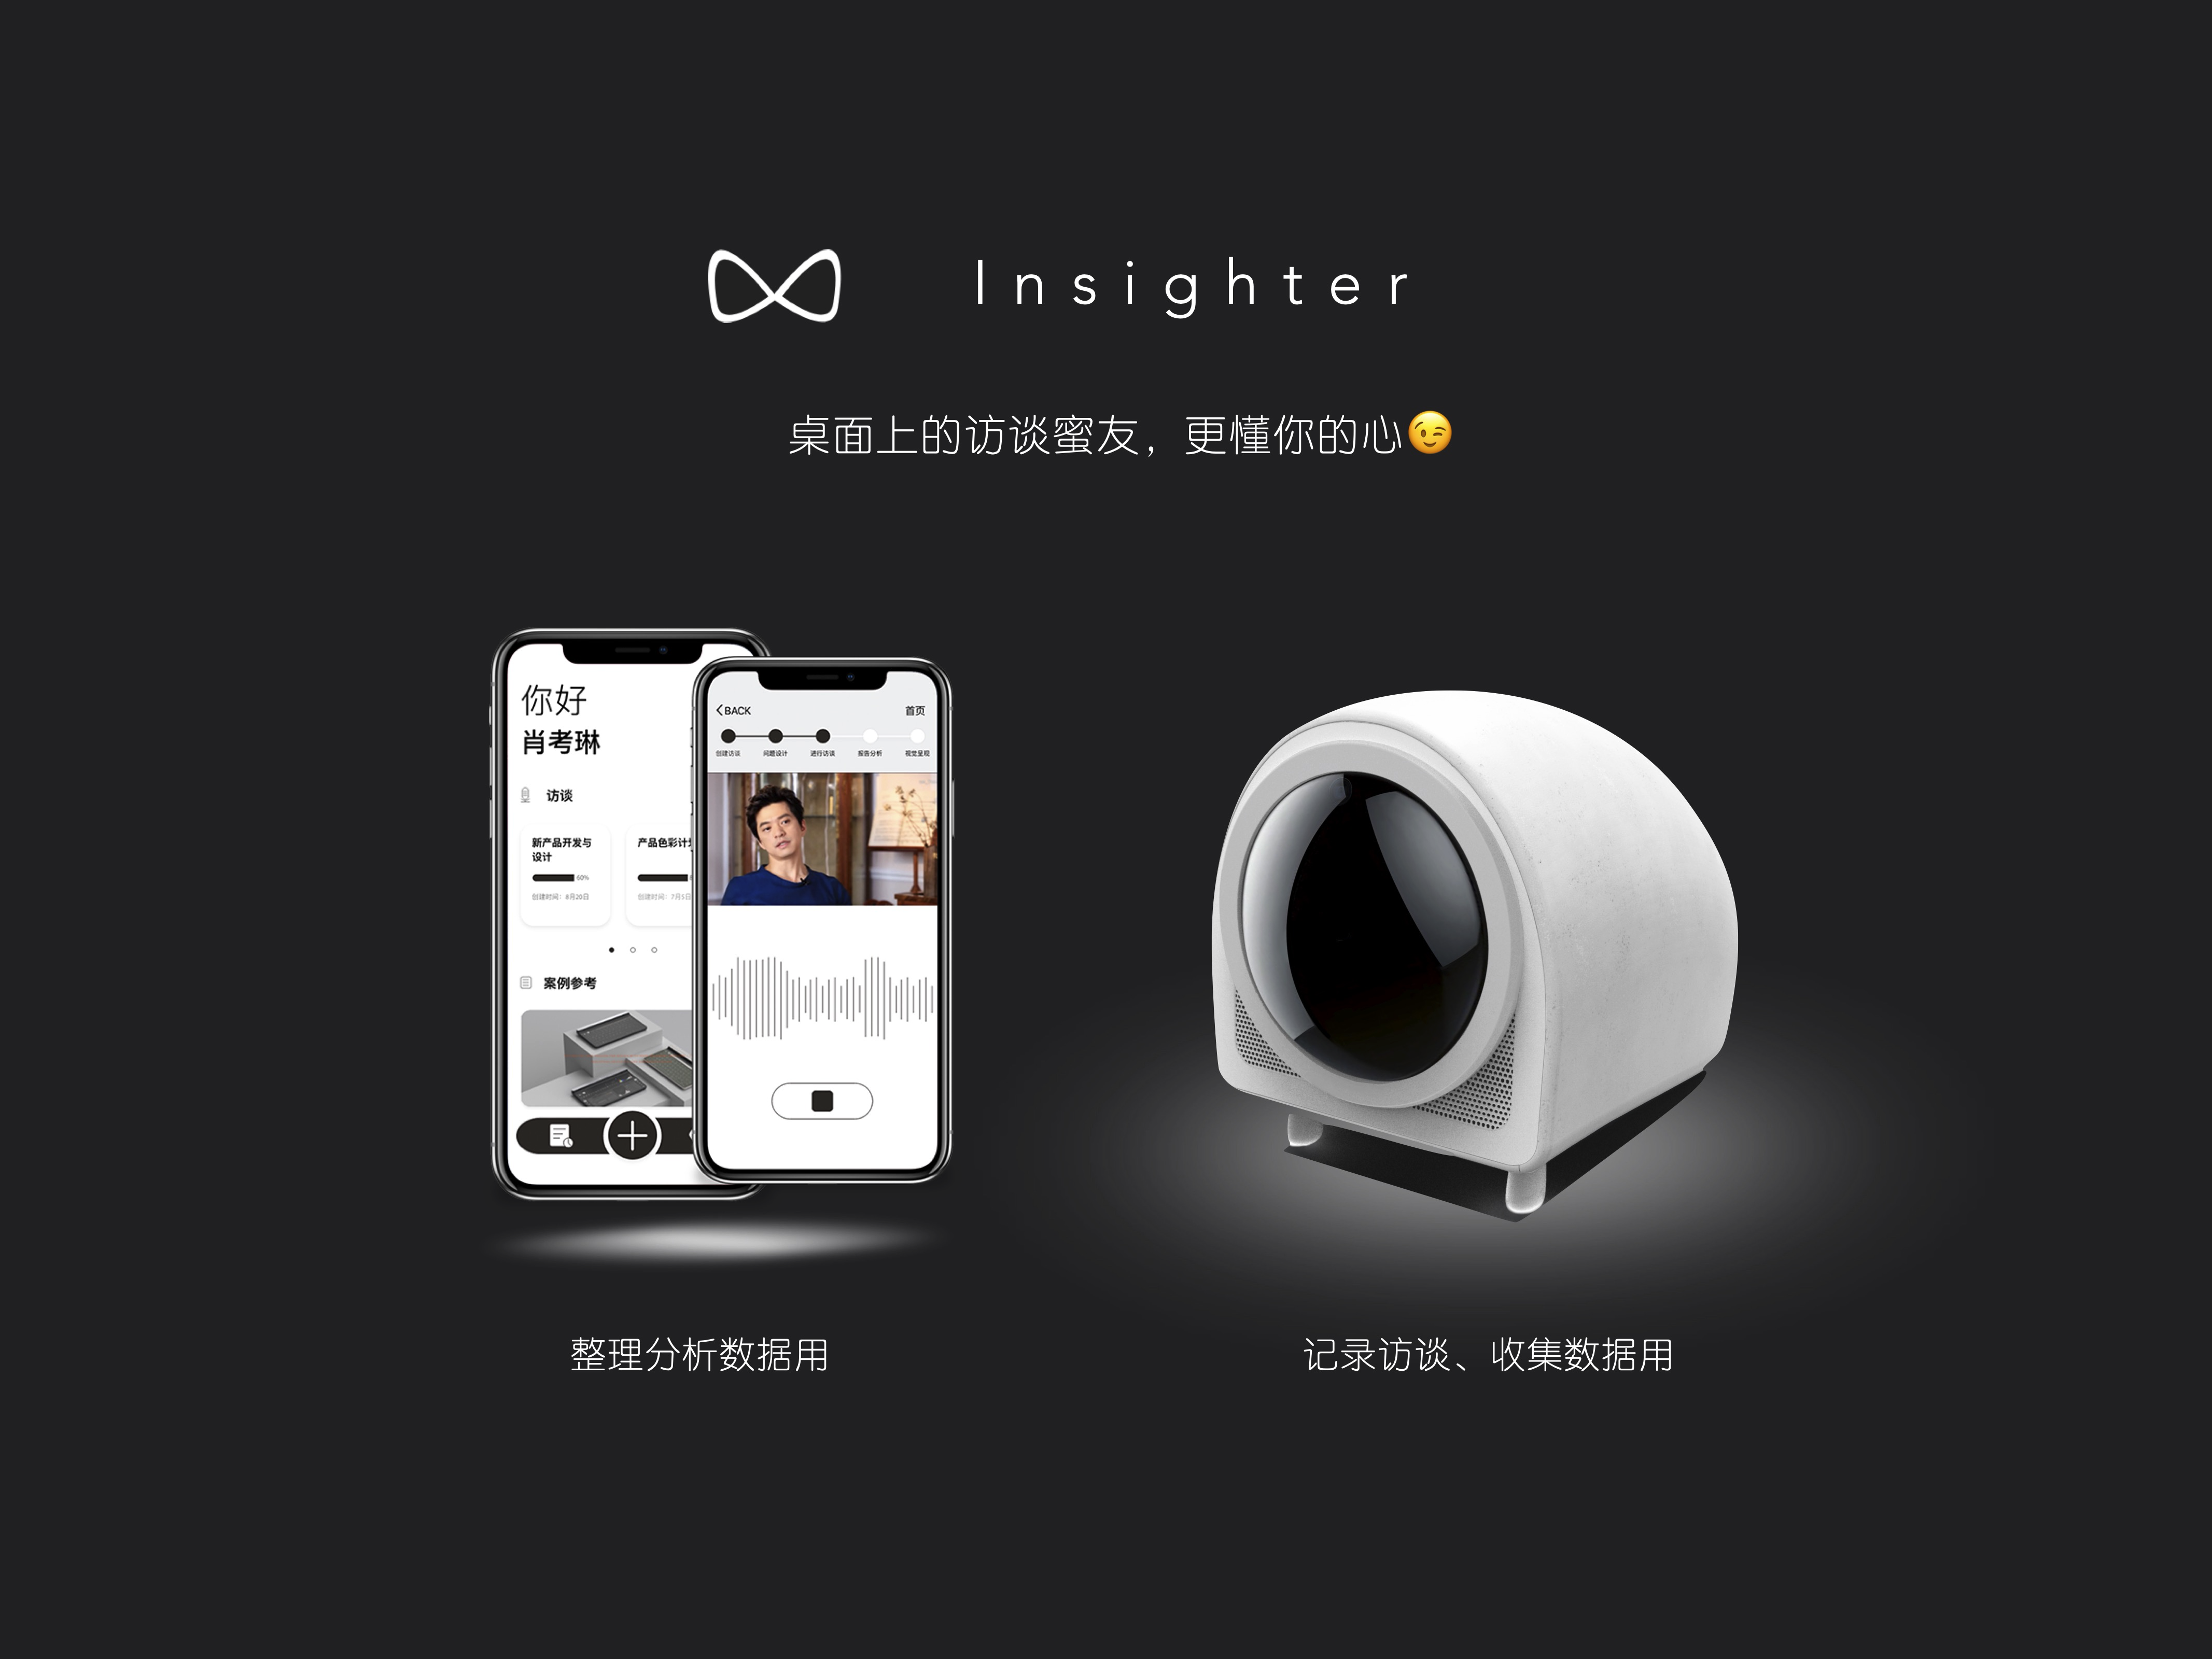 Insighter
桌面上的访谈蜜友，更懂你的心😉
你好
肖考琳
访谈
新产品开发与
设计
60%
创建时间：8月20日
产品色彩计
创建时间：7月5日
案例参考
BACK
首页
创建访谈
问题设计
进行访谈
报告分析
视觉呈现
整理分析数据用
记录访谈、收集数据用